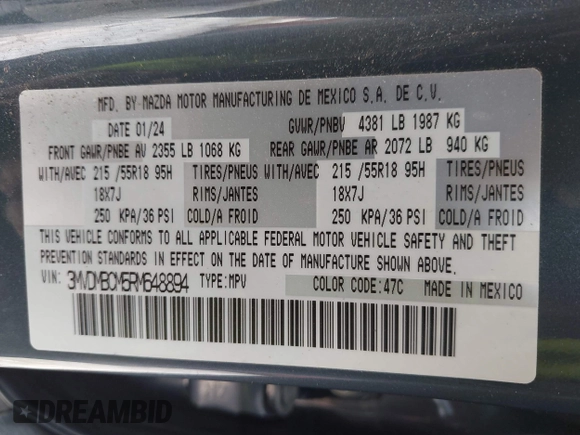 MFD. BY MAZDA MOTOR MANUFACTURING DE MEXICO S.A. DE C.V.
DATE 01/24 GVWR/PNBV 4381 LB 1987 KG
FRONT GAWR/PNBE AV 2355 LB 1068 KG REAR GAWR/PNBE AR 2072 LB 940 KG
WITH/AVEC 215 /55R18 95H TIRES/PNEUS WITH/AVEC 215 /55R18 95H TIRES/PNEUS
18X7J RIMS/JANTES 18X7J RIMS/JANTES
250 KPA/36 PSI COLD/A FROID 250 KPA/36 PSI COLD/A FROID
THIS VEHICLE CONFORMS TO ALL APPLICABLE FEDERAL MOTOR VEHICLE SAFETY AND THEFT
PREVENTION STANDARDS IN EFFECT ON THE DATE OF MANUFACTURE SHOWN ABOVE.
VIN: 3MVDMBCM5RM648894 TYPE:MPV COLOR CODE:47C MADE IN MEXICO
DREAMBID